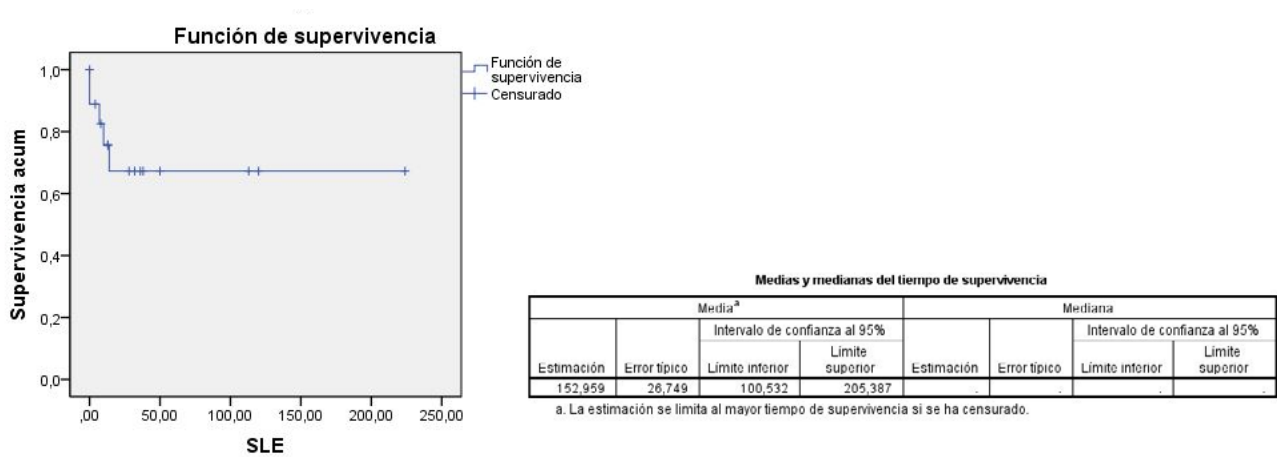 Función de supervivencia
Función de
supervivencia
Censurado
Supervivencia acum
1,0
0,8
0,6
0,4
0,2
0,0
,00 50,00 100,00 150,00 200,00 250,00
SLE
Medias y medianas del tiempo de supervivencia
Media a Mediana
Intervalo de confianza al 95% Intervalo de confianza al 95%
Estimación Error típico Límite inferior Límite superior Estimación Error típico Límite inferior Límite superior
152,959 26,749 100,532 205,387 . . . .
a. La estimación se limita al mayor tiempo de supervivencia si se ha censurado.